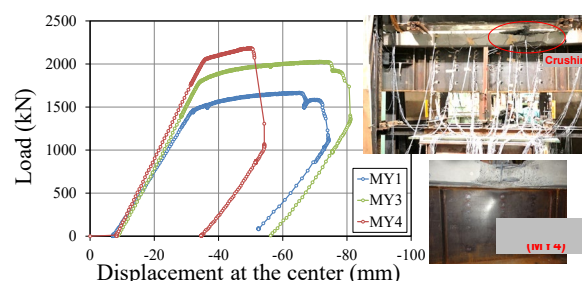 2500
2000
1500
1000
500
0
Load (kN)
-0 -20 -40 -60 -80 -100
Displacement at the center (mm)
MY1
MY3
MY4
(MY4)